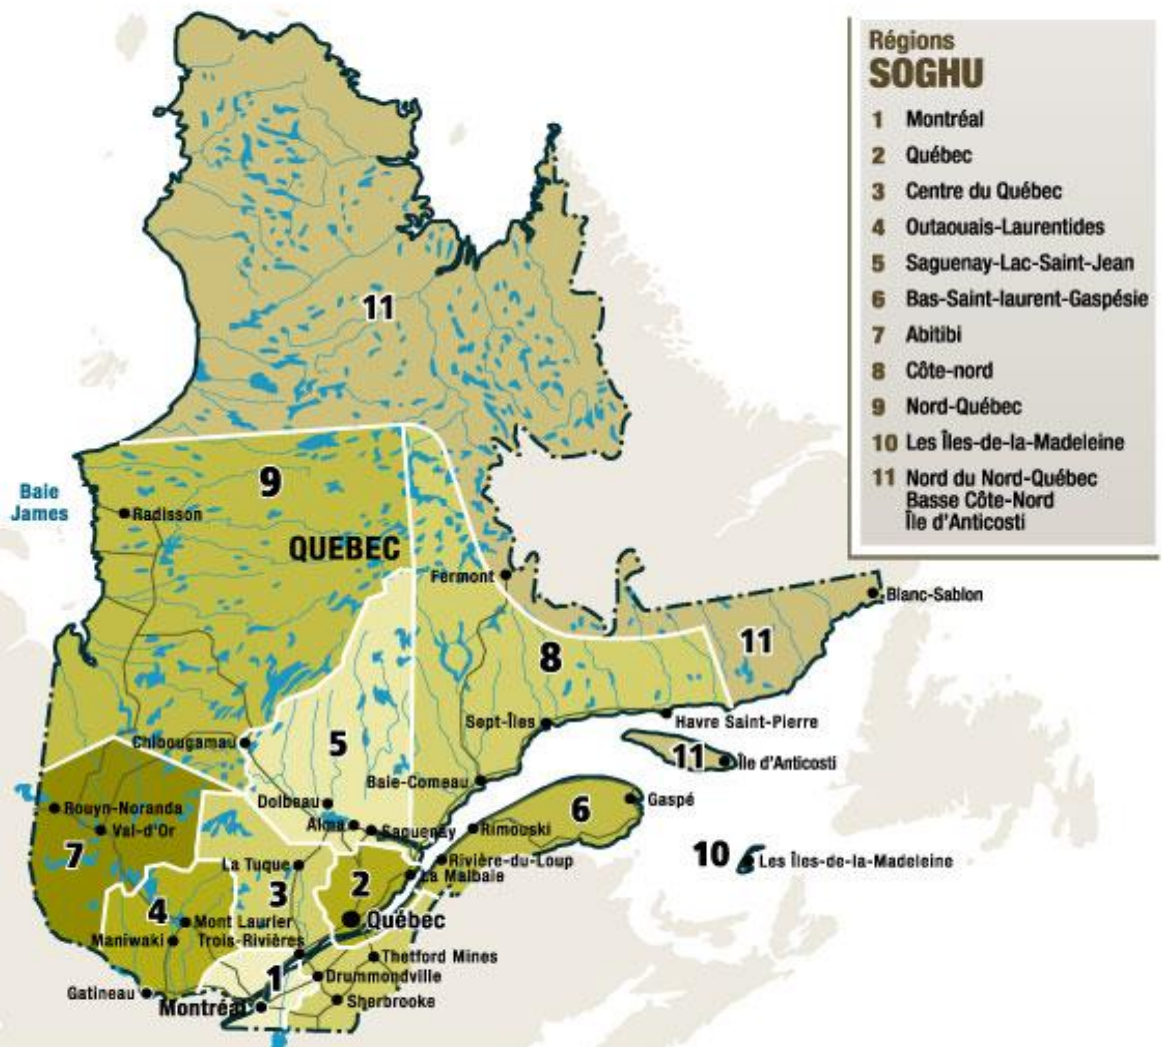 Régions
SOGHU
1 Montréal
2 Québec
3 Centre du Québec
4 Outaouais-Laurentides
5 Saguenay-Lac-Saint-Jean
6 Bas-Saint-laurent-Gaspésie
7 Abitibi
8 Côte-nord
9 Nord-Québec
10 Les Îles-de-la-Madeleine
11 Nord du Nord-Québec
Basse Côte-Nord
Île d'Anticosti
11
9
Baie
James
Radisson
QUEBEC
Fermont
Blanc-Sablon
11
8
Sept-Îles
Havre Saint-Pierre
Chibougamau
5
11
Île d'Anticosti
Baie-Comeau
Dolbeau
6
Gaspé
Rouyn-Noranda
Val-d'Or
Alma
Saguenay
Rimouski
7
10
Les Îles-de-la-Madeleine
La Tuque
Rivière-du-Loup
La Malbaie
2
3
4
Mont Laurier
Québec
Maniwaki
Trois-Rivières
Thetford Mines
1
Drummondville
Gatineau
Montréal
Sherbrooke